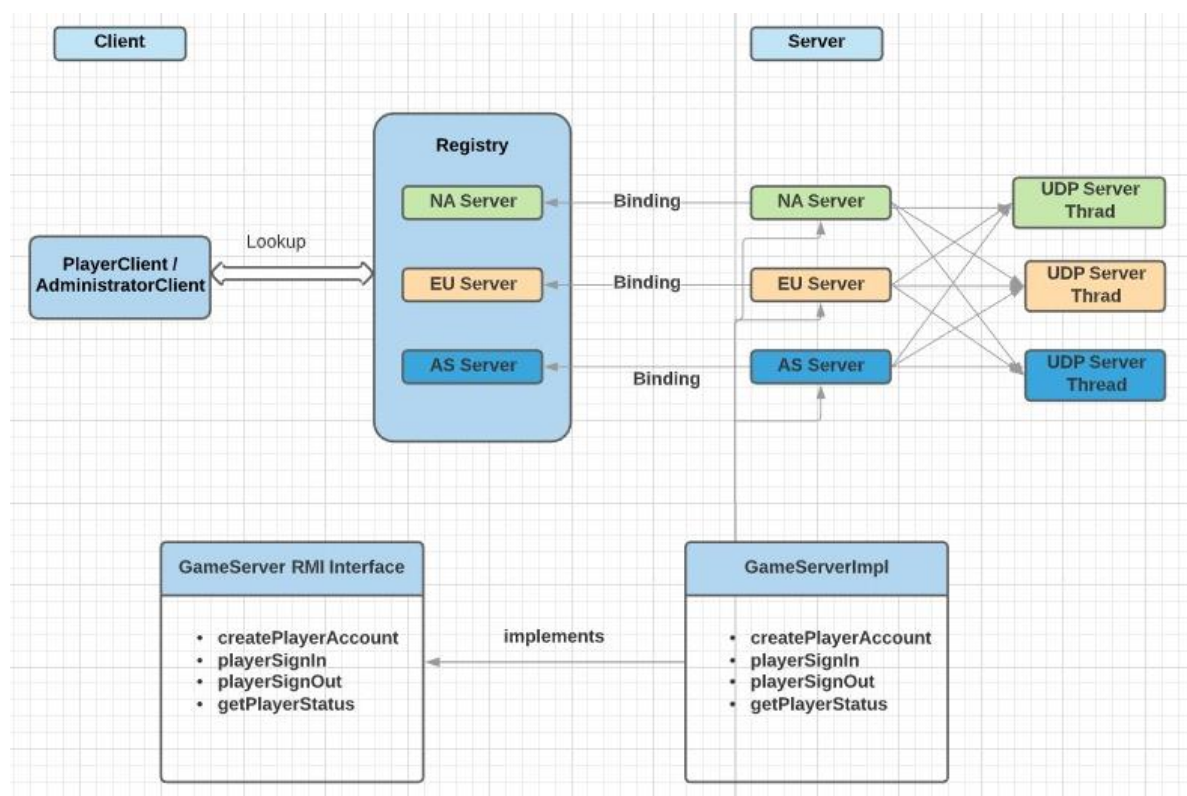 Client
Server
Registry
NA Server
Binding
NA Server
UDP Server
Thrad
Lookup
PlayerClient /
AdministratorClient
EU Server
Binding
EU Server
UDP Server
Thrad
AS Server
Binding
AS Server
UDP Server
Thread
GameServer RMI Interface
• createPlayerAccount
• playerSignIn
• playerSignOut
• getPlayerStatus
implements
GameServerImpl
• createPlayerAccount
• playerSignIn
• playerSignOut
• getPlayerStatus